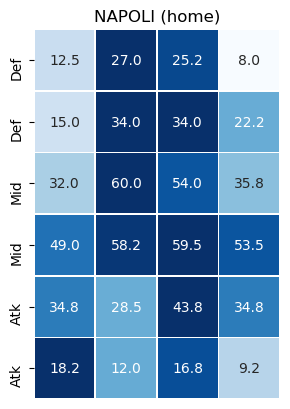 NAPOLI (home)
Def 12.5 27.0 25.2 8.0
Def 15.0 34.0 34.0 22.2
Mid 32.0 60.0 54.0 35.8
Mid 49.0 58.2 59.5 53.5
Atk 34.8 28.5 43.8 34.8
Atk 18.2 12.0 16.8 9.2